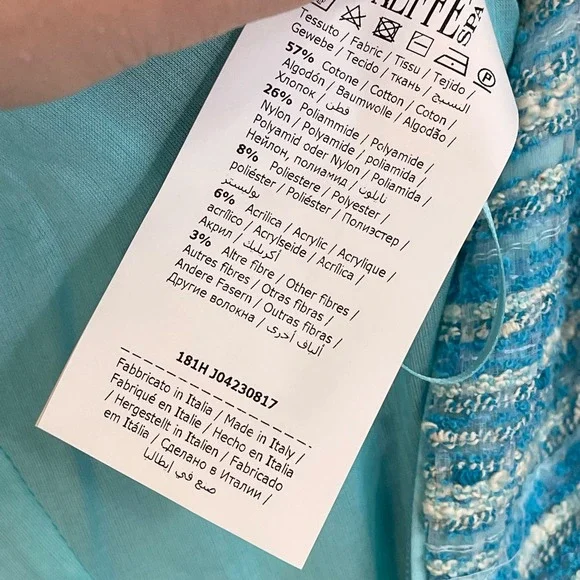 ALITE SPA
Tessuto / Fabric / Tissu / Tejido /
Gewebe / Tecido / ткань / النسيج
57% Cotone / Cotton / Coton /
Algodón / Baumwolle / Algodão /
Хлопок / قطن
26% Poliammide / Polyamide /
Nylon / Polyamide / poliamida /
Polyamid oder Nylon / Poliamida /
Нейлон, полиамид / نايلون
8% Poliestere / Polyester /
poliéster / Poliéster / Полиэстер /
بوليستر
6% Acrilica / Acrylic / Acrylique /
acrílico / Acrylseide / Acrílica /
Акрил / أكريلك
3% Altre fibre / Other fibres /
Autres fibres / Otras fibras /
Andere Fasern / Outras fibras /
Другие волокна / ألياف أخرى
181H J04230817
Fabbricato in Italia / Made in Italy /
Fabriqué en Italie / Hecho en Italia
/ Hergestellt in Italien / Fabricado
em Itália / Сделано в Италии /
صنع في إيطاليا
P